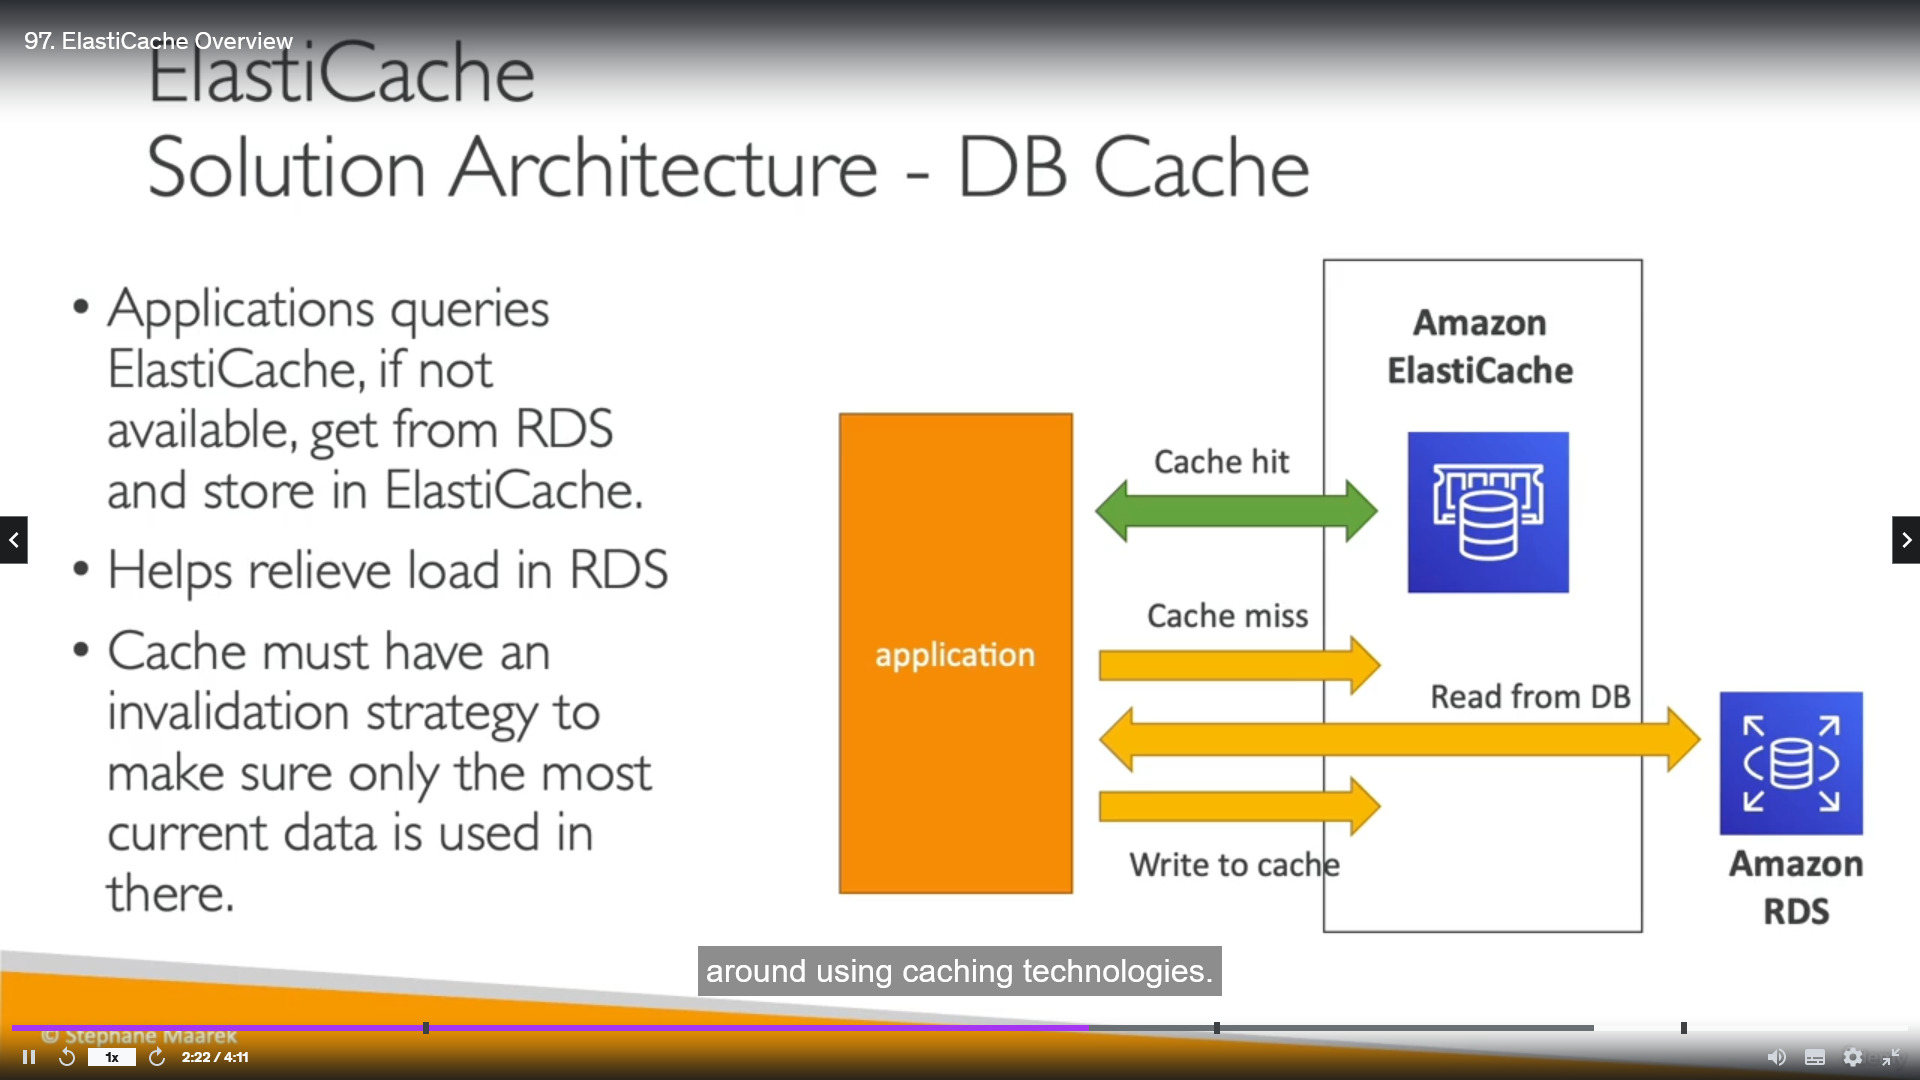 97. ElastiCache Overview
ElastiCache
Solution Architecture - DB Cache
• Applications queries
ElastiCache, if not
available, get from RDS
and store in ElastiCache.
• Helps relieve load in RDS
• Cache must have an
invalidation strategy to
make sure only the most
current data is used in
there.
application
Cache hit
Cache miss
Read from DB
Write to cache
Amazon
ElastiCache
Amazon
RDS
around using caching technologies.
© Stephane Maarek
1x
2:22 / 4:11